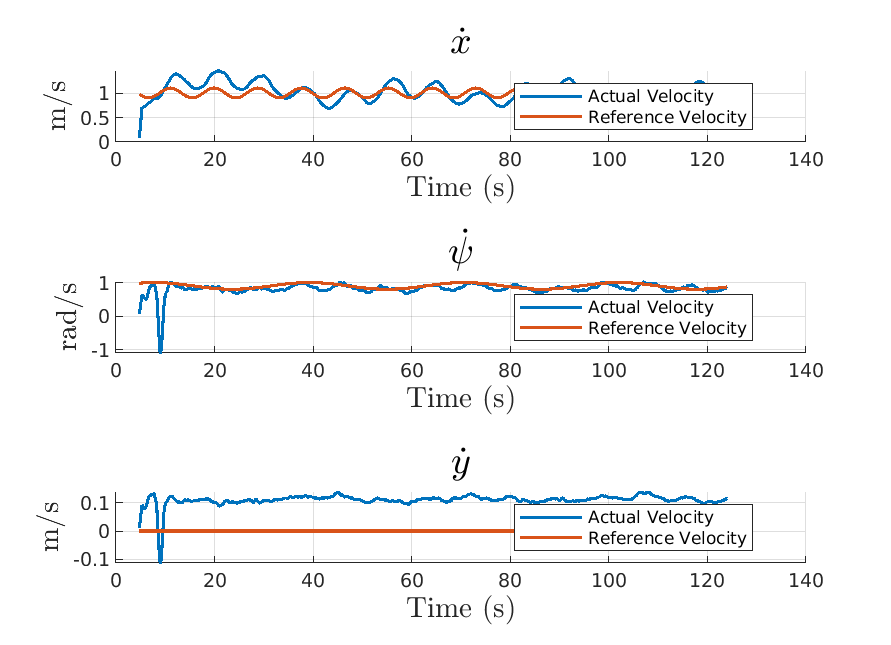 ẋ
m/s
1
0.5
0
Actual Velocity
Reference Velocity
0 20 40 60 80 100 120 140
Time (s)
ψ̇
rad/s
1
0
-1
Actual Velocity
Reference Velocity
0 20 40 60 80 100 120 140
Time (s)
ẏ
m/s
0.1
0
-0.1
Actual Velocity
Reference Velocity
0 20 40 60 80 100 120 140
Time (s)